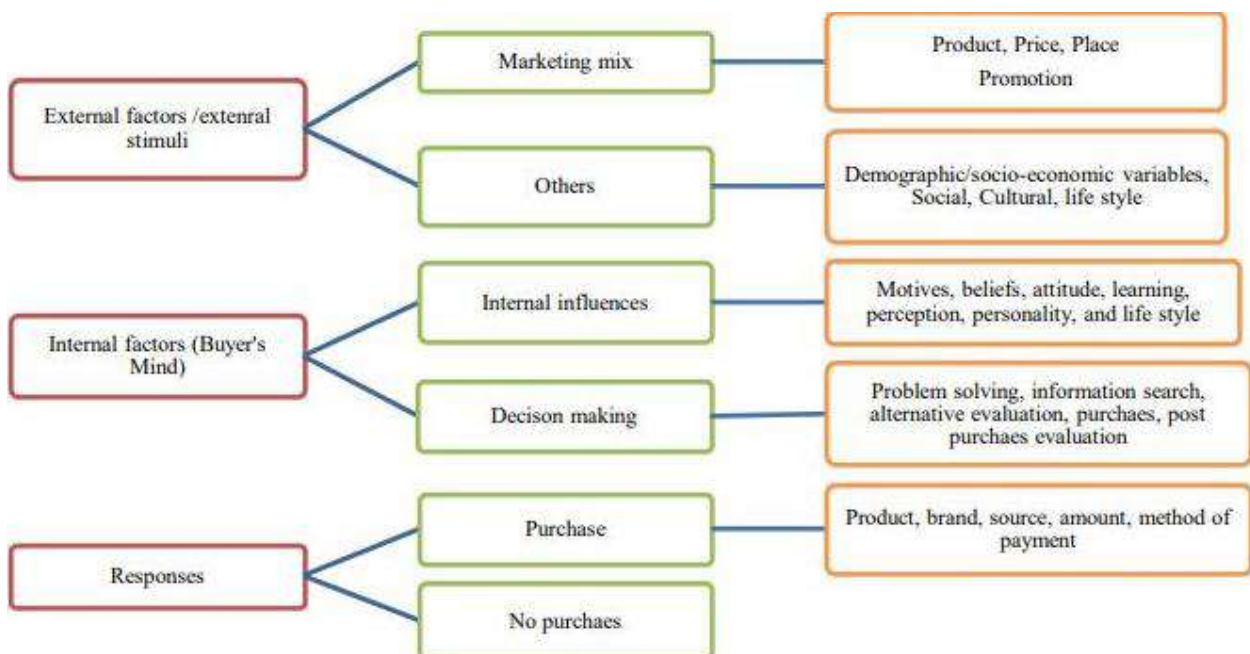 External factors /extenral
stimuli
Marketing mix
Product, Price, Place
Promotion
Others
Demographic/socio-economic variables,
Social, Cultural, life style
Internal factors (Buyer's
Mind)
Internal influences
Motives, beliefs, attitude, learning,
perception, personality, and life style
Decison making
Problem solving, information search,
alternative evaluation, purchaes, post
purchaes evaluation
Responses
Purchase
Product, brand, source, amount, method of
payment
No purchaes